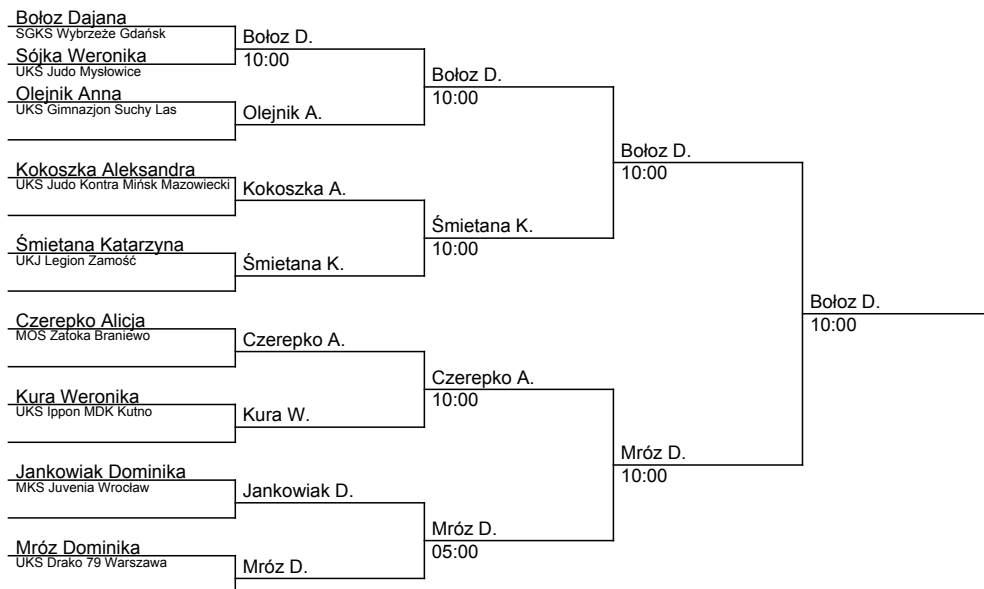 Bołoz Dajana
SGKS Wybrzeże Gdańsk
Sójka Weronika
UKS Judo Mysłowice
Olejnik Anna
UKS Gimnazjon Suchy Las
Kokoszka Aleksandra
UKS Judo Kontra Mińsk Mazowiecki
Śmietana Katarzyna
UKJ Legion Zamość
Czerepko Alicja
MOS Zatoka Braniewo
Kura Weronika
UKS Ippon MDK Kutno
Jankowiak Dominika
MKS Juvenia Wrocław
Mróz Dominika
UKS Drako 79 Warszawa
Bołoz D.
10:00
Olejnik A.
Kokoszka A.
Śmietana K.
Czerepko A.
Kura W.
Jankowiak D.
Mróz D.
Bołoz D.
10:00
Śmietana K.
10:00
Czerepko A.
10:00
Mróz D.
05:00
Bołoz D.
10:00
Mróz D.
10:00
Bołoz D.
10:00